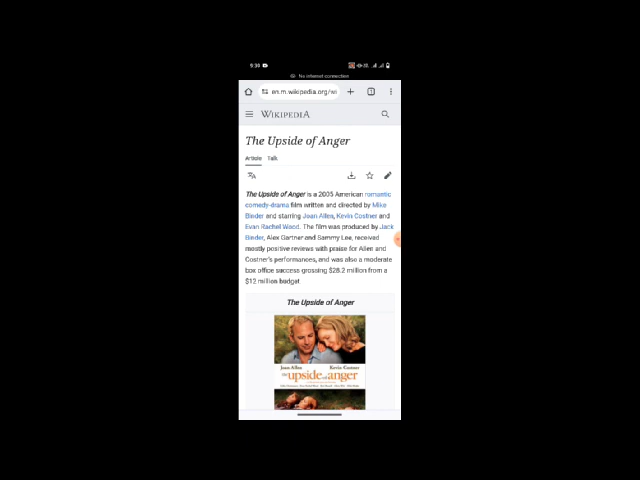 9:30
No internet connection
en.m.wikipedia.org/wi
1
WIKIPEDIA
The Upside of Anger
Article Talk
The Upside of Anger is a 2005 American romantic
comedy-drama film written and directed by Mike
Binder and starring Joan Allen, Kevin Costner and
Evan Rachel Wood. The film was produced by Jack
Binder, Alex Gartner and Sammy Lee, received
mostly positive reviews with praise for Allen and
Costner's performances, and was also a moderate
box office success grossing $28.2 million from a
$12 million budget.
The Upside of Anger
Joan Allen Kevin Costner
the upside of anger